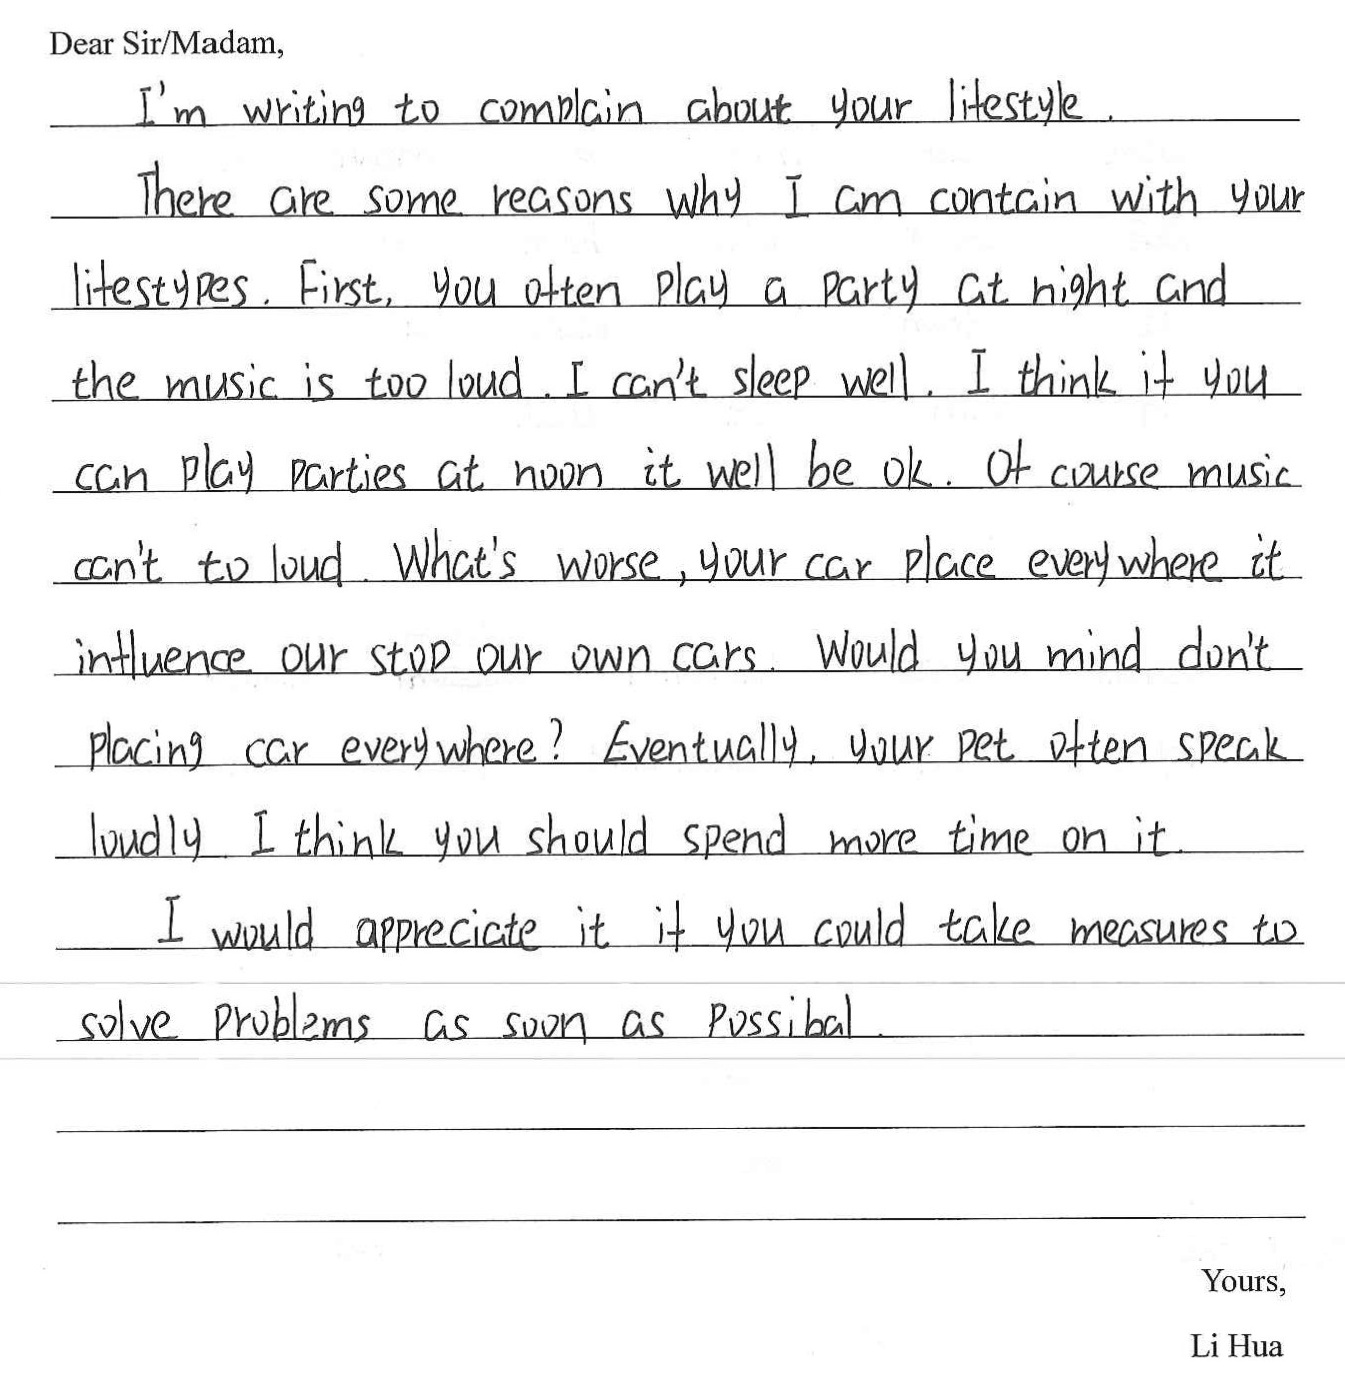 Dear Sir/Madam,
I'm writing to complain about your lifestyle.
There are some reasons why I am contain with your
lifestypes. First, you often play a party at night and
the music is too loud. I can't sleep well. I think if you
can play parties at noon it well be ok. Of course music
can't to loud. What's worse, your car place everywhere it
influence our stop our own cars. Would you mind don't
placing car everywhere? Eventually, your pet often speak
loudly. I think you should spend more time on it.
I would appreciate it if you could take measures to
solve problems as soon as possibal.
Yours,
Li Hua